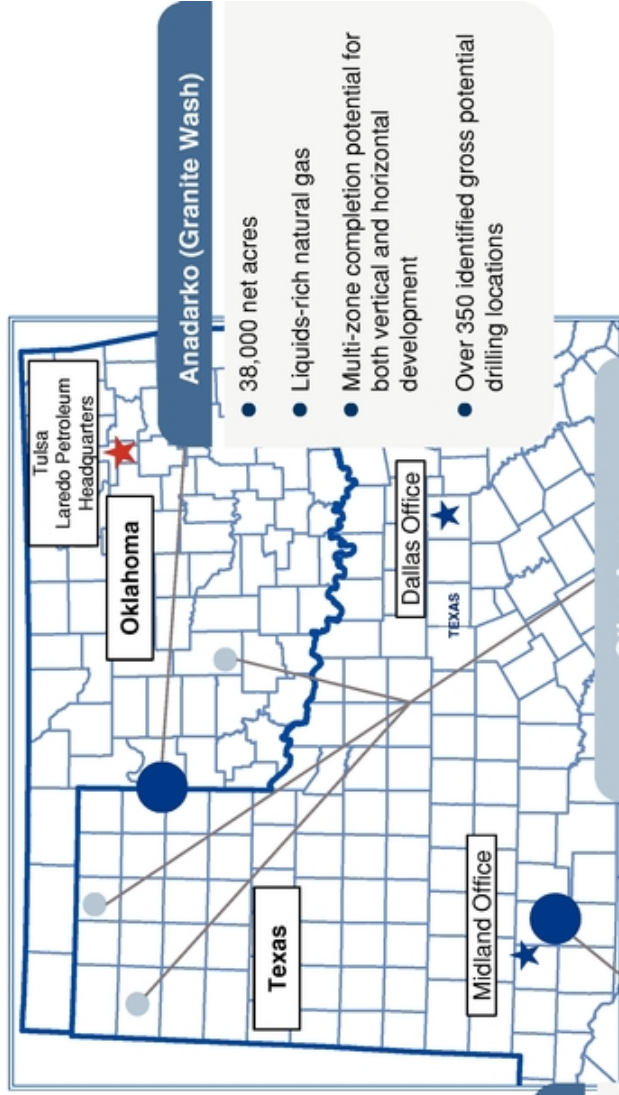 Tulsa
Laredo Petroleum
Headquarters
Oklahoma
Anadarko (Granite Wash)
● 38,000 net acres
● Liquids-rich natural gas
● Multi-zone completion potential for
both vertical and horizontal
development
● Over 350 identified gross potential
drilling locations
Dallas Office
TEXAS
Texas
Midland Office